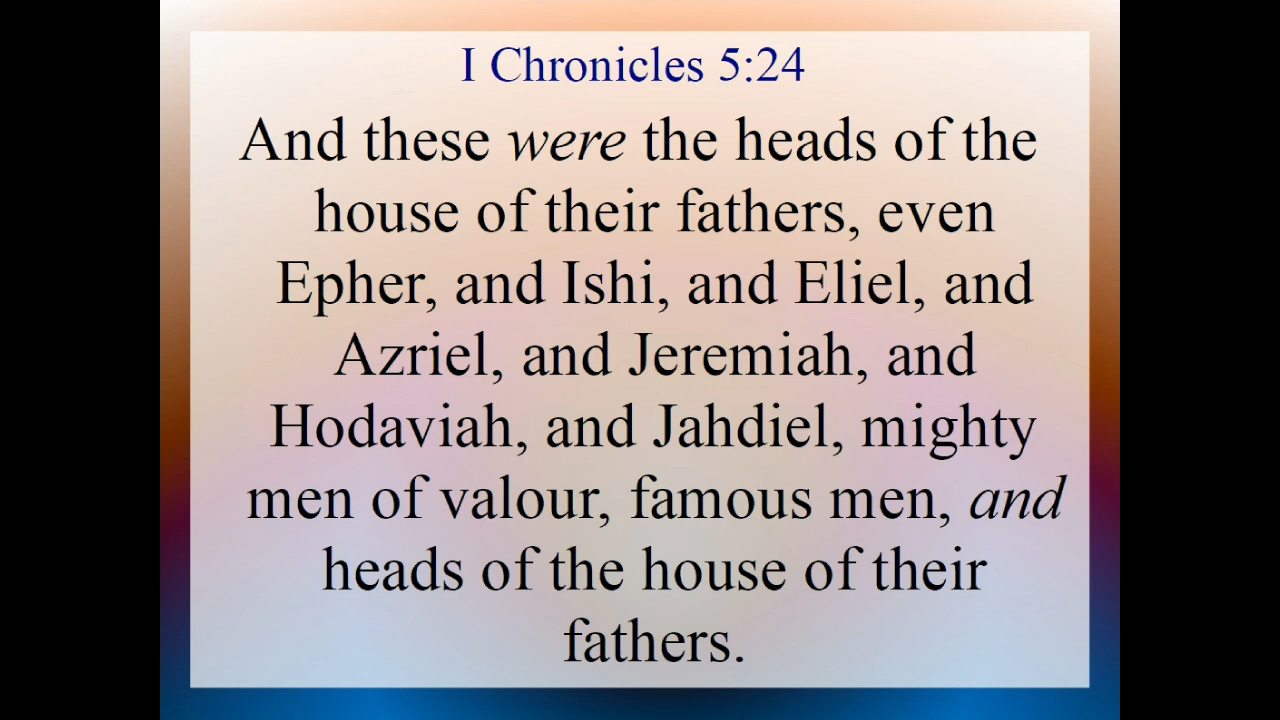 I Chronicles 5:24
And these were the heads of the
house of their fathers, even
Epher, and Ishi, and Eliel, and
Azriel, and Jeremiah, and
Hodaviah, and Jahdiel, mighty
men of valour, famous men, and
heads of the house of their
fathers.